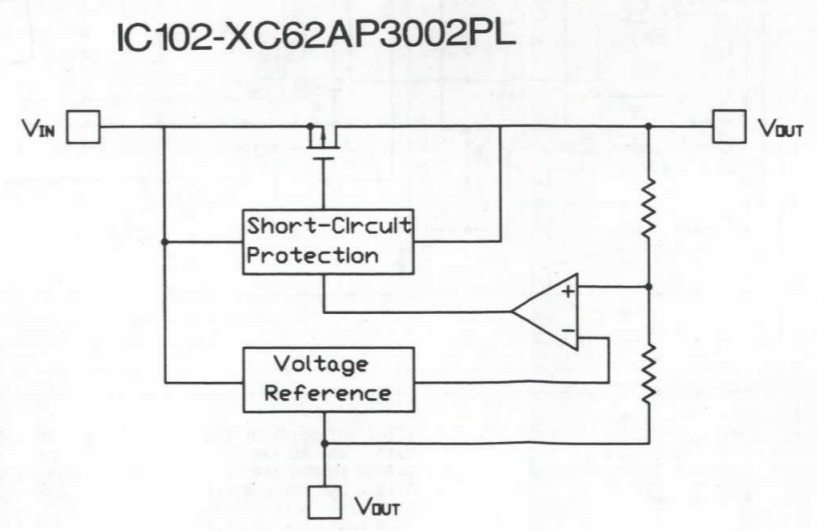 IC102-XC62AP3002PL
VIN
VOUT
Short-Circuit
Protection
+
−
Voltage
Reference
VOUT